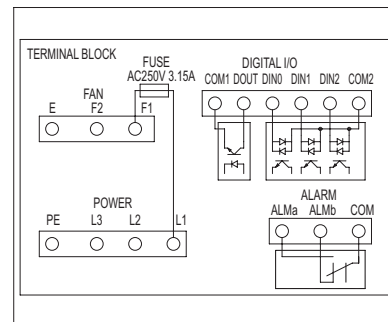 TERMINAL BLOCK
FUSE
AC250V 3.15A
FAN
E F2 F1
DIGITAL I/O
COM1 DOUT DIN0 DIN1 DIN2 COM2
POWER
PE L3 L2 L1
ALARM
ALMa ALMb COM